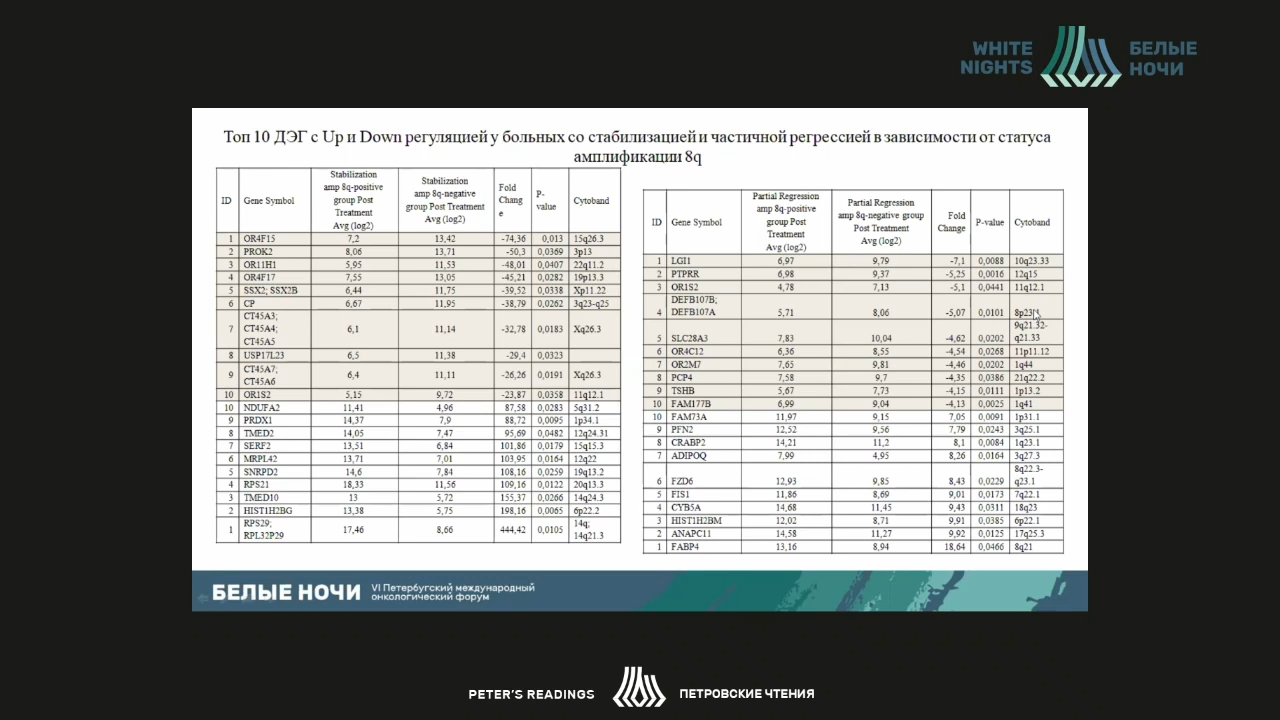 WHITE NIGHTS
БЕЛЫЕ НОЧИ
Топ 10 ДЭГ с Up и Down регуляцией у больных со стабилизацией и частичной регрессией в зависимости от статуса
амплификации 8q
ID Gene Symbol Stabilization amp 8q-positive group Post Treatment Avg (log2) Stabilization amp 8q-negative group Post Treatment Avg (log2) Fold Change P-value Cytoband
1 OR4F15 7,2 13,42 -74,36 0,013 15q26.3
2 PROK2 8,06 13,71 -50,3 0,0369 3p13
3 OR11H1 5,95 11,53 -48,01 0,0407 22q11.2
4 OR4F17 7,55 13,05 -45,21 0,0282 19p13.3
5 SSX2; SSX2B 6,44 11,75 -39,52 0,0338 Xp11.22
6 CP 6,67 11,95 -38,79 0,0262 3q23-q25
7 CT45A3; CT45A4; CT45A5 6,1 11,14 -32,78 0,0183 Xq26.3
8 USP17L23 6,5 11,38 -29,4 0,0323
9 CT45A7; CT45A6 6,4 11,11 -26,26 0,0191 Xq26.3
10 OR1S2 5,15 9,72 -23,87 0,0358 11q12.1
10 NDUFA2 11,41 4,96 87,58 0,0283 5q31.2
9 PRDX1 14,37 7,9 88,72 0,0095 1p34.1
8 TMED2 14,05 7,47 95,69 0,0482 12q24.31
7 SERF2 13,51 6,84 101,86 0,0179 15q15.3
6 MRPL42 13,71 7,01 103,95 0,0164 12q22
5 SNRPD2 14,6 7,84 108,16 0,0259 19q13.2
4 RPS21 18,33 11,56 109,16 0,0122 20q13.3
3 TMED10 13 5,72 155,37 0,0266 14q24.3
2 HIST1H2BG 13,38 5,75 198,16 0,0065 6p22.2
1 RPS29; RPL32P29 17,46 8,66 444,42 0,0105 14q; 14q21.3
ID Gene Symbol Partial Regression amp 8q-positive group Post Treatment Avg (log2) Partial Regression amp 8q-negative group Post Treatment Avg (log2) Fold Change P-value Cytoband
1 LGI1 6,97 9,79 -7,1 0,0088 10q23.33
2 PTPRR 6,98 9,37 -5,25 0,0016 12q15
3 OR1S2 4,78 7,13 -5,1 0,0441 11q12.1
4 DEFB107B; DEFB107A 5,71 8,06 -5,07 0,0101
5 SLC28A3 7,83 10,04 -4,62 0,0202 9q21.32-q21.33
6 OR4C12 6,36 8,55 -4,54 0,0268 11p11.12
7 OR2M7 7,65 9,81 -4,46 0,0202 1q44
8 PCP4 7,58 9,7 -4,35 0,0386 21q22.2
9 TSHB 5,67 7,73 -4,15 0,0111 1p13.2
10 FAM177B 6,99 9,04 -4,13 0,0025 1q41
10 FAM73A 11,97 9,15 7,05 0,0091 1p31.1
9 PFN2 12,52 9,56 7,79 0,0243 3q25.1
8 CRABP2 14,21 11,2 8,1 0,0084 1q23.1
7 ADIPOQ 7,99 4,95 8,26 0,0164 3q27.3
6 FZD6 12,93 9,85 8,43 0,0229 8q22.3-q23.1
5 FIS1 11,86 8,69 9,01 0,0173 7q22.1
4 CYB5A 14,68 11,45 9,43 0,0311 18q23
3 HIST1H2BM 12,02 8,71 9,91 0,0385 6p22.1
2 ANAPC11 14,58 11,27 9,92 0,0125 17q25.3
1 FABP4 13,16 8,94 18,64 0,0466 8q21
БЕЛЫЕ НОЧИ
VI Петербугский международный
онкологический форум
PETER'S READINGS
ПЕТРОВСКИЕ ЧТЕНИЯ